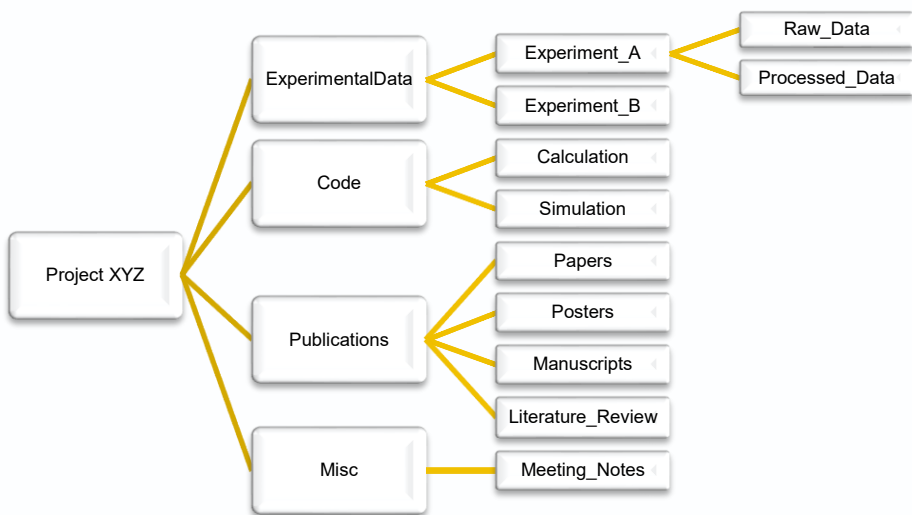 Project XYZ
ExperimentalData
Experiment_A
Raw_Data
Processed_Data
Experiment_B
Code
Calculation
Simulation
Publications
Papers
Posters
Manuscripts
Literature_Review
Misc
Meeting_Notes